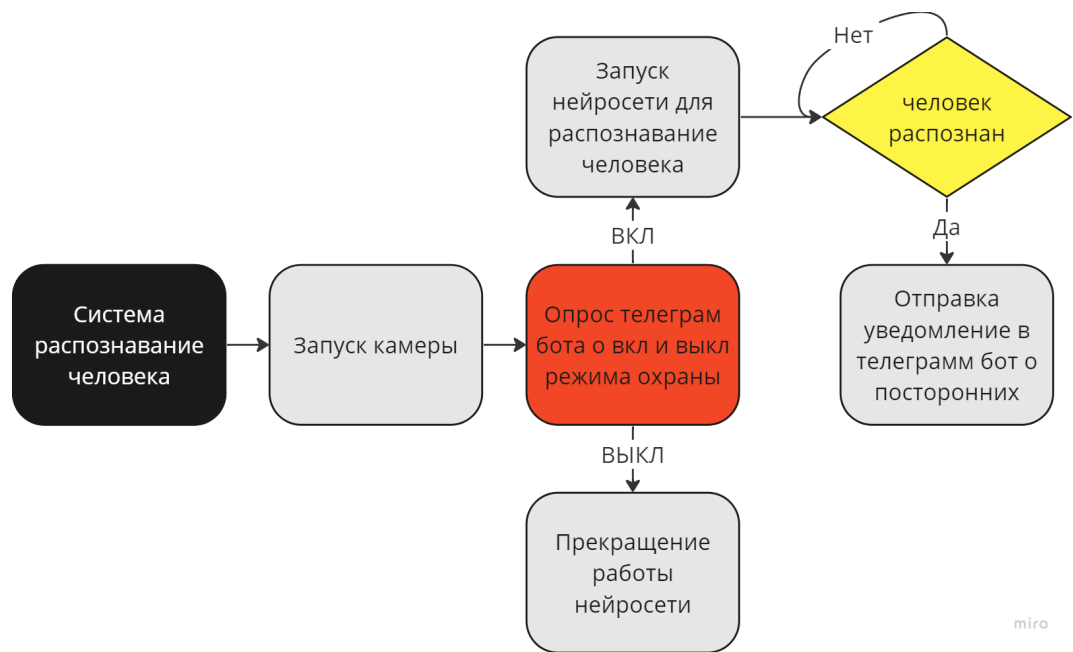 Нет
Запуск
нейросети для
распознавание
человека
человек
распознан
ВКЛ
Да
Система
распознавание
человека
Запуск камеры
Опрос телеграм
бота о вкл и выкл
режима охраны
Отправка
уведомление в
телеграмм бот о
посторонних
ВЫКЛ
Прекращение
работы
нейросети
miro